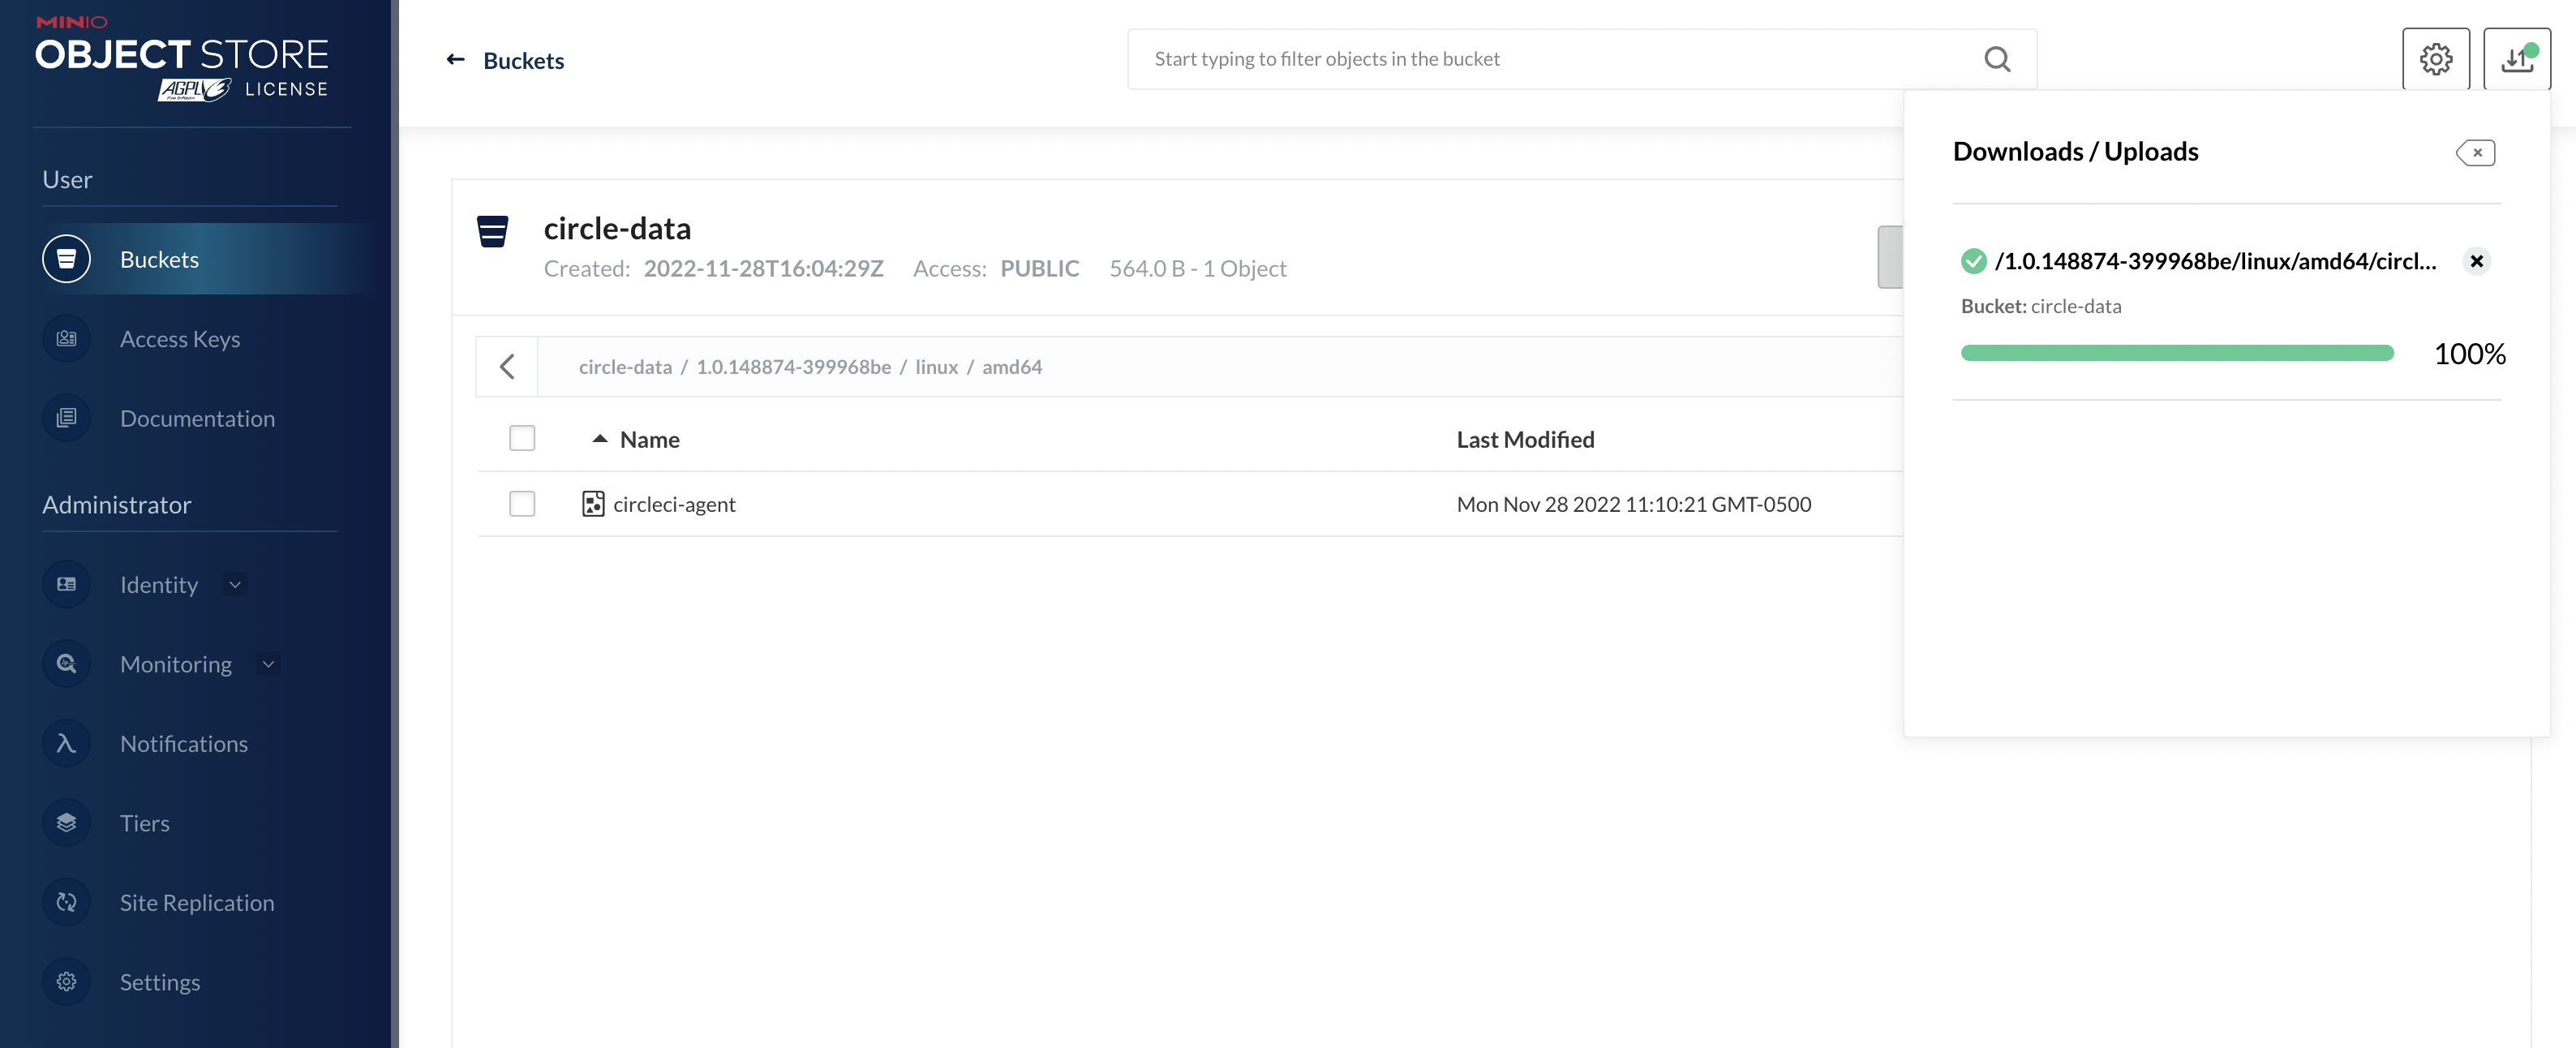 MINIO
OBJECT STORE
AGPLv3 LICENSE
User
Buckets
Access Keys
Documentation
Administrator
Identity
Monitoring
Notifications
Tiers
Site Replication
Settings
Buckets
Start typing to filter objects in the bucket
circle-data
Created: 2022-11-28T16:04:29Z Access: PUBLIC 564.0 B - 1 Object
circle-data / 1.0.148874-399968be / linux / amd64
Name Last Modified
circleci-agent Mon Nov 28 2022 11:10:21 GMT-0500
Downloads / Uploads
/1.0.148874-399968be/linux/amd64/circl...
Bucket: circle-data
100%